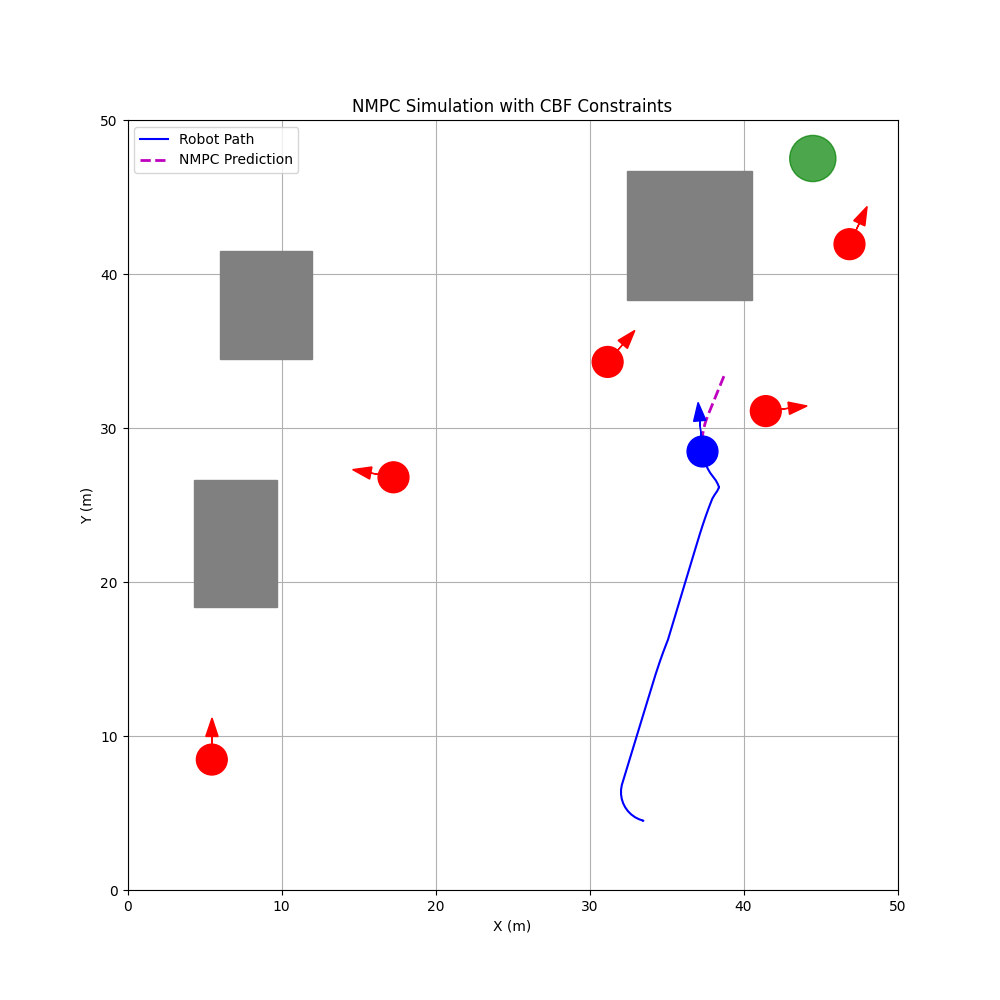 NMPC Simulation with CBF Constraints
Robot Path
NMPC Prediction
50
40
30
20
10
0
Y (m)
0 10 20 30 40 50
X (m)